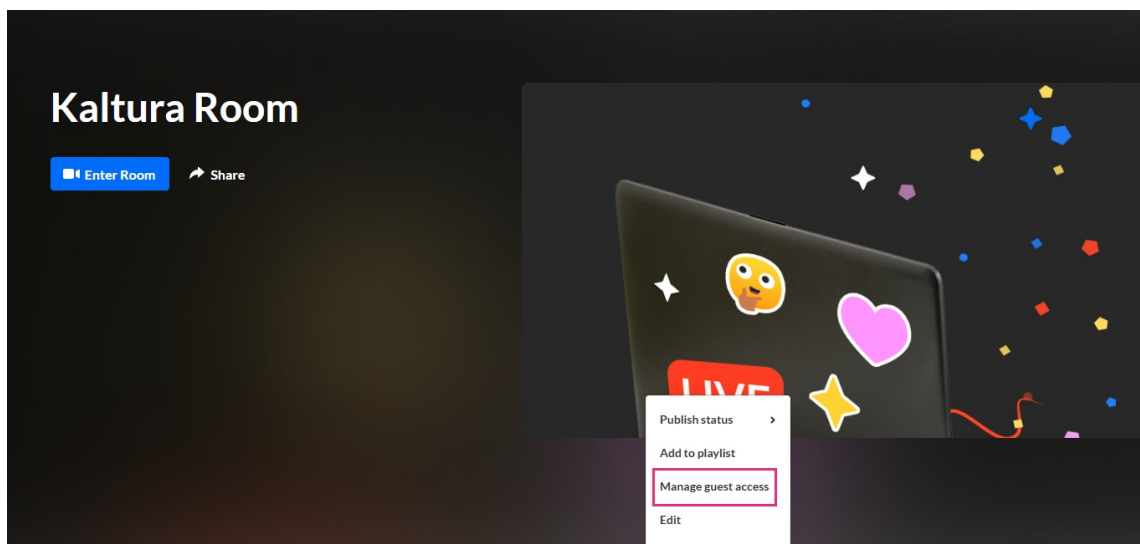 Kaltura Room
Enter Room
Share
LIVE
Publish status
Add to playlist
Manage guest access
Edit